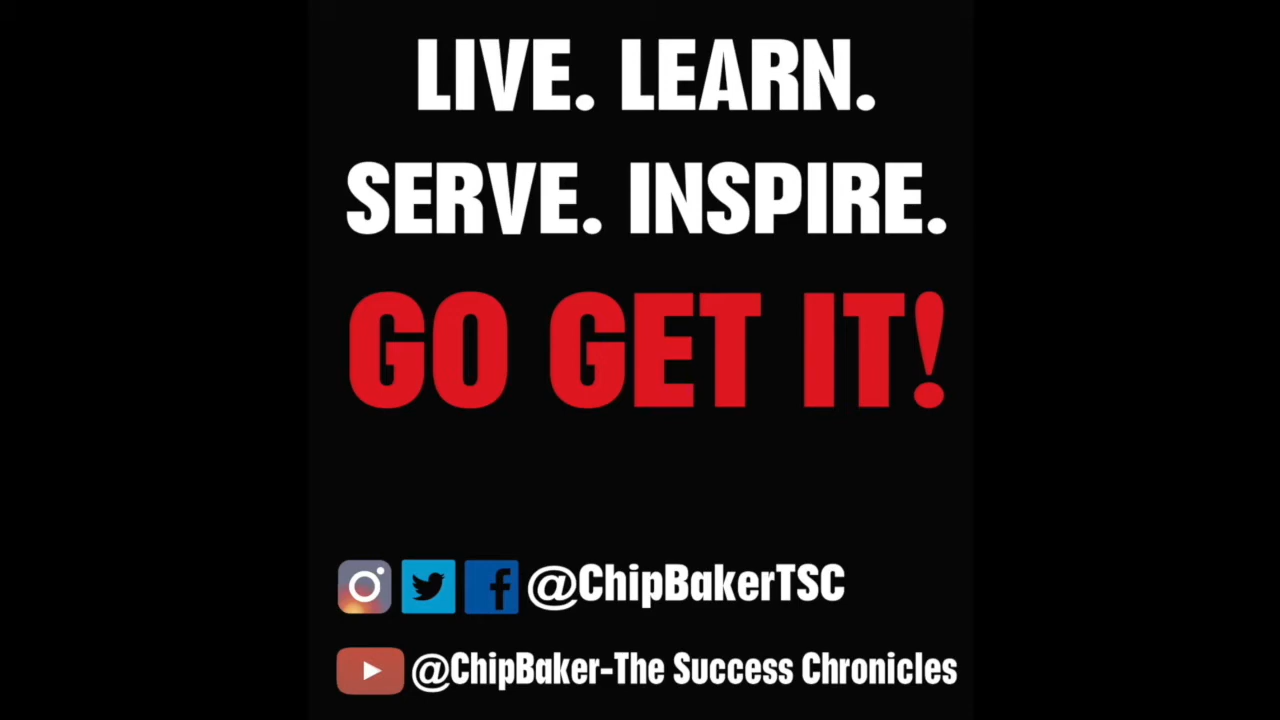 LIVE. LEARN.
SERVE. INSPIRE.
GO GET IT!
@ChipBakerTSC
@ChipBaker-The Success Chronicles